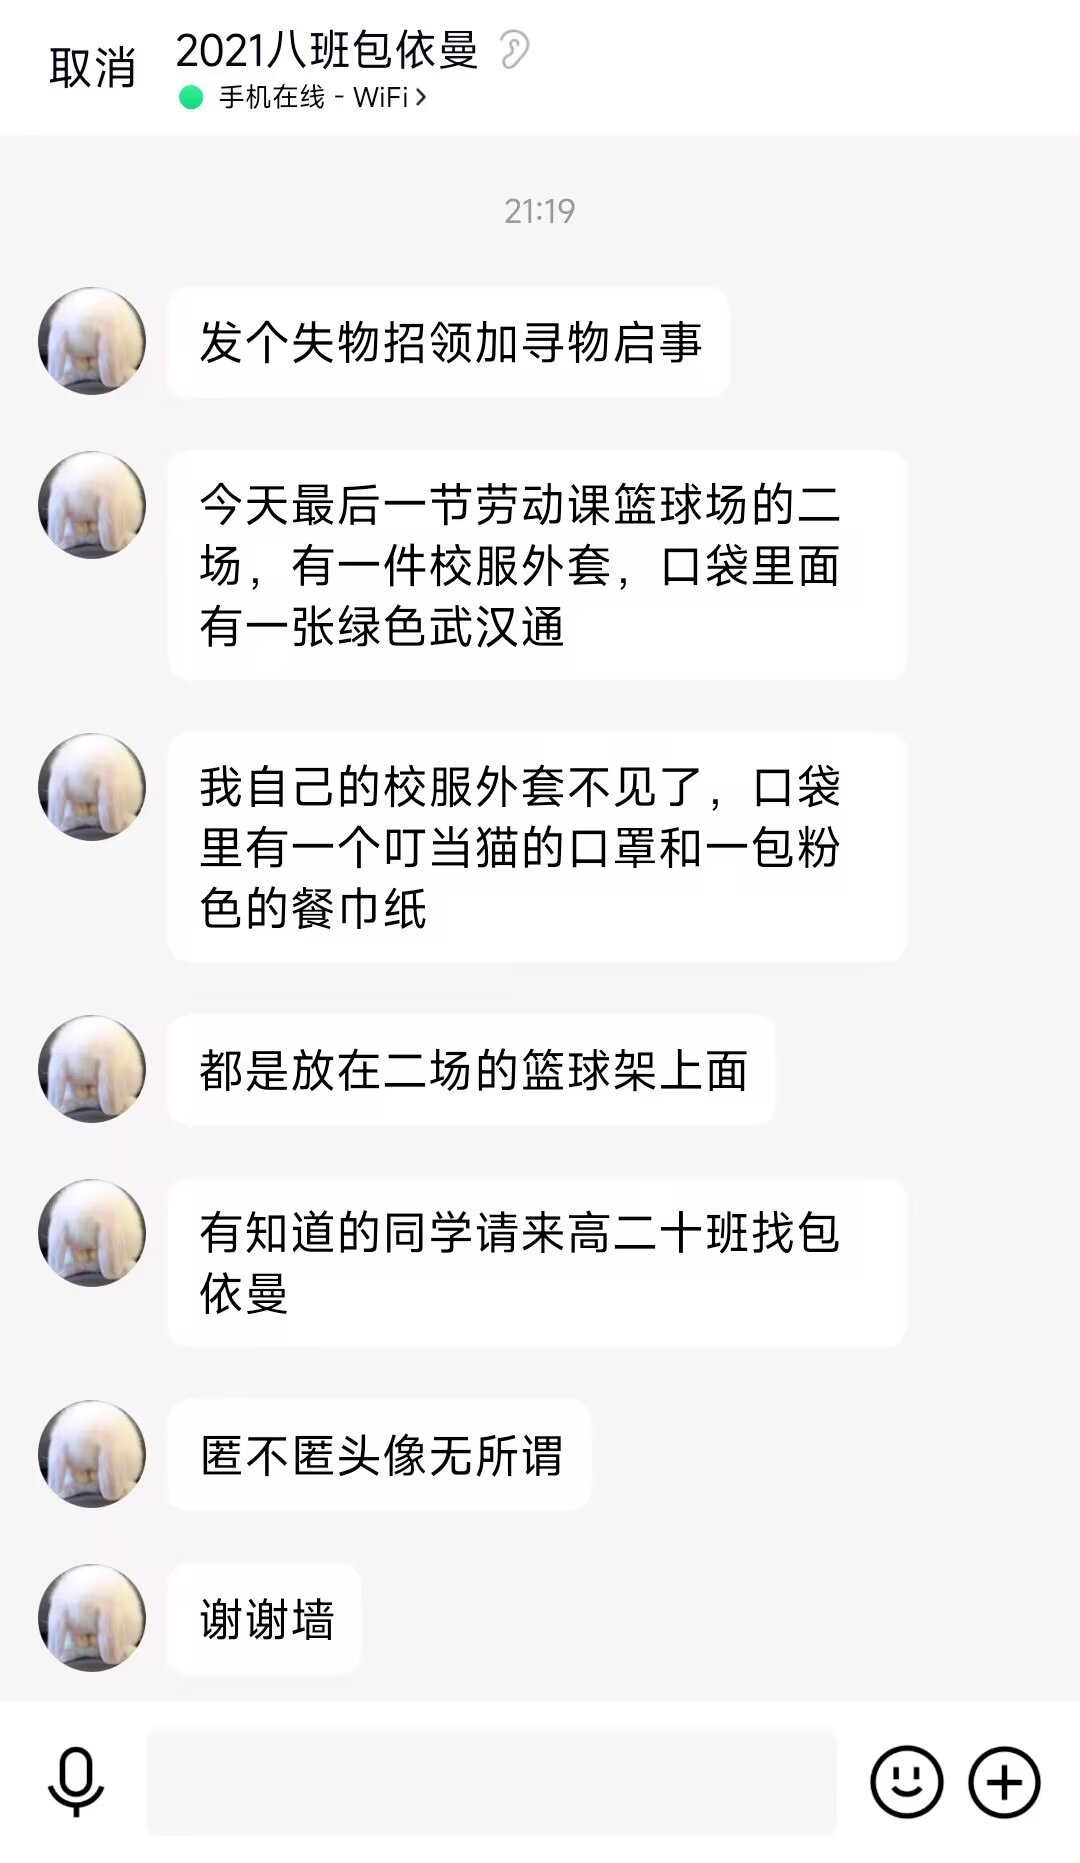 取消
2021八班包依曼
手机在线 - WiFi
21:19
发个失物招领加寻物启事
今天最后一节劳动课篮球场的二
场，有一件校服外套，口袋里面
有一张绿色武汉通
我自己的校服外套不见了，口袋
里有一个叮当猫的口罩和一包粉
色的餐巾纸
都是放在二场的篮球架上面
有知道的同学请来高二十班找包
依曼
匿不匿头像无所谓
谢谢墙